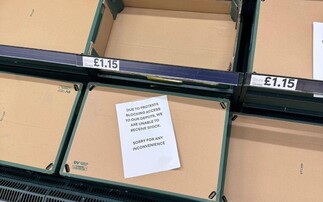 £1.15
£1.15
DUE TO PROTESTS
BLOCKING ACCESS
TO OUR DEPOTS, WE
ARE UNABLE TO
RECEIVE STOCK.
SORRY FOR ANY
INCONVENIENCE